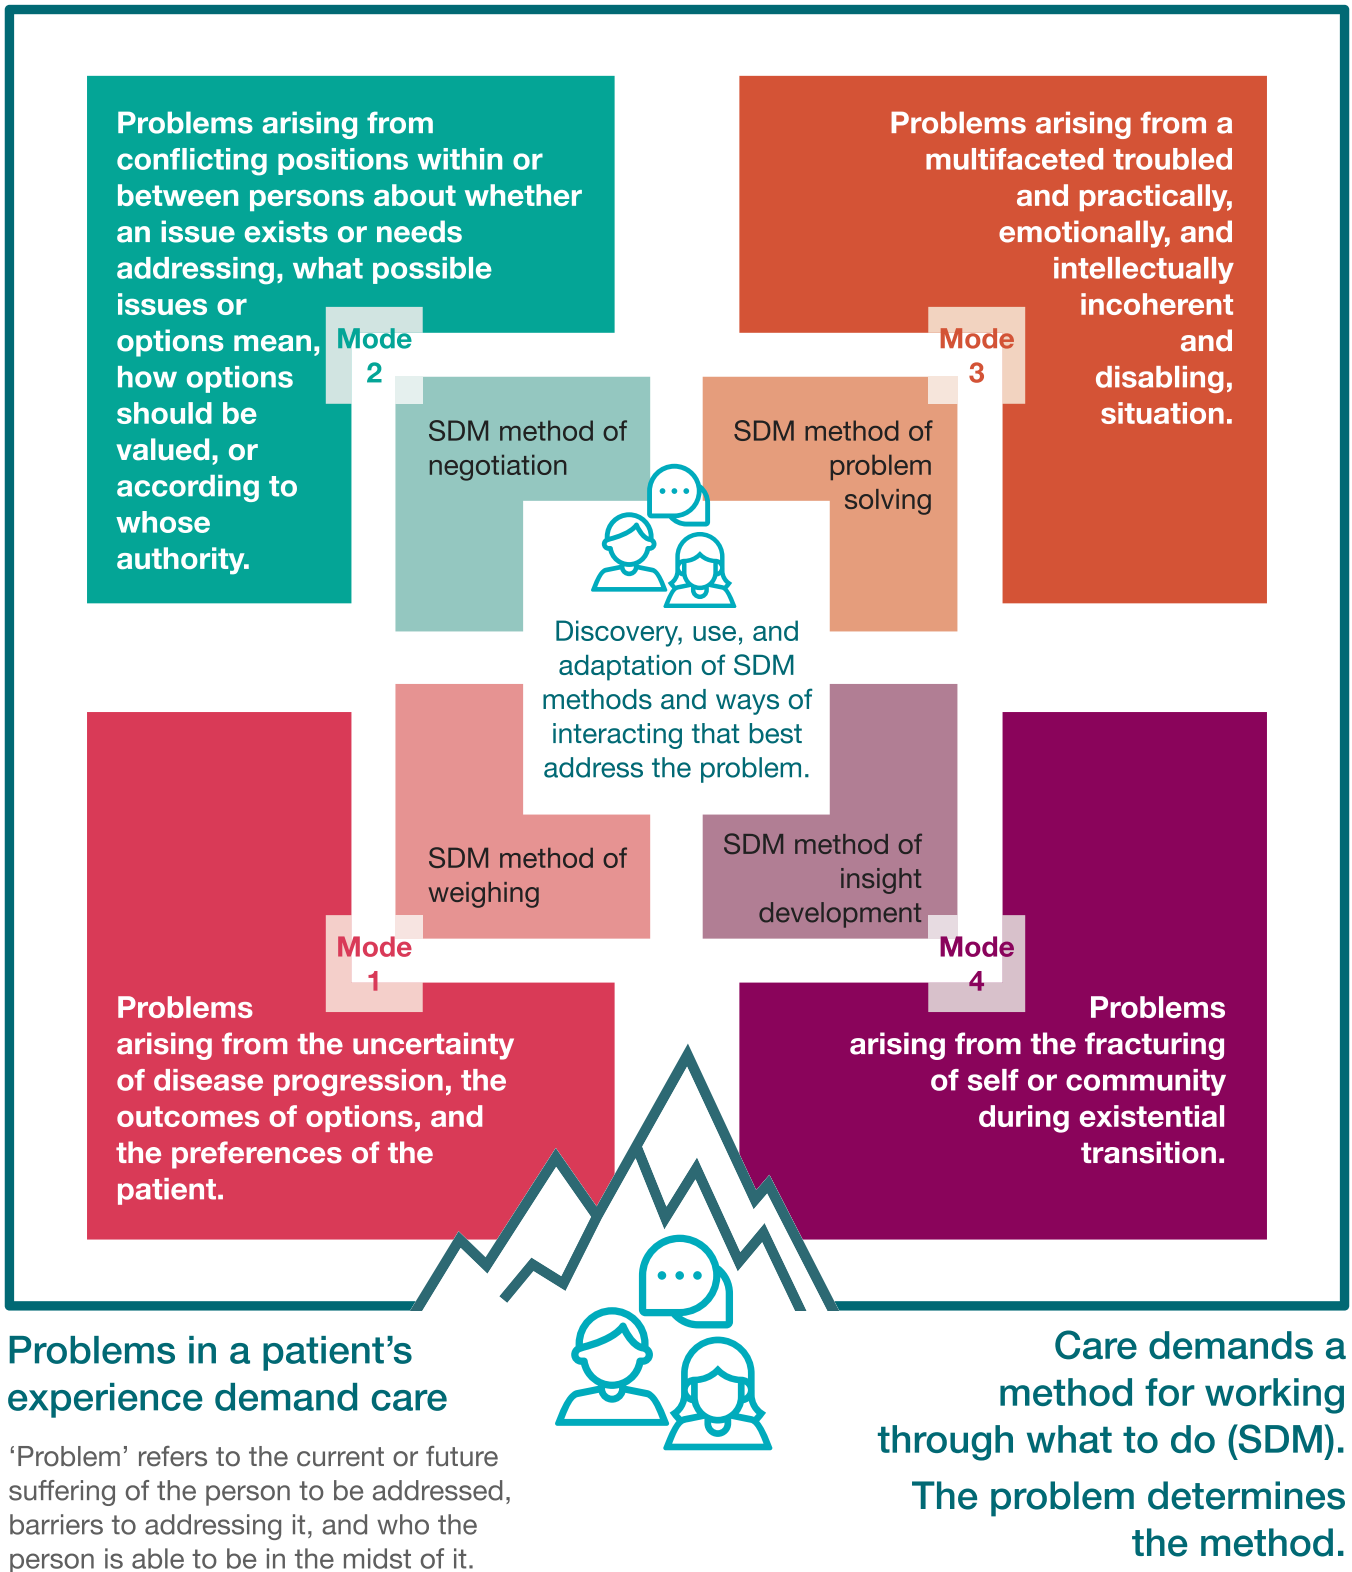 Problems arising from
conflicting positions within or
between persons about whether
an issue exists or needs
addressing, what possible
issues or
options mean,
how options
should be
valued, or
according to
whose
authority.
Mode
2
SDM method of
negotiation
Problems arising from a
multifaceted troubled
and practically,
emotionally, and
intellectually
incoherent
and
disabling,
situation.
Mode
3
SDM method of
problem
solving
Discovery, use, and
adaptation of SDM
methods and ways of
interacting that best
address the problem.
SDM method of
weighing
Mode
1
Problems
arising from the uncertainty
of disease progression, the
outcomes of options, and
the preferences of the
patient.
SDM method of
insight
development
Mode
4
Problems
arising from the fracturing
of self or community
during existential
transition.
Problems in a patient’s
experience demand care
‘Problem’ refers to the current or future
suffering of the person to be addressed,
barriers to addressing it, and who the
person is able to be in the midst of it.
Care demands a
method for working
through what to do (SDM).
The problem determines
the method.